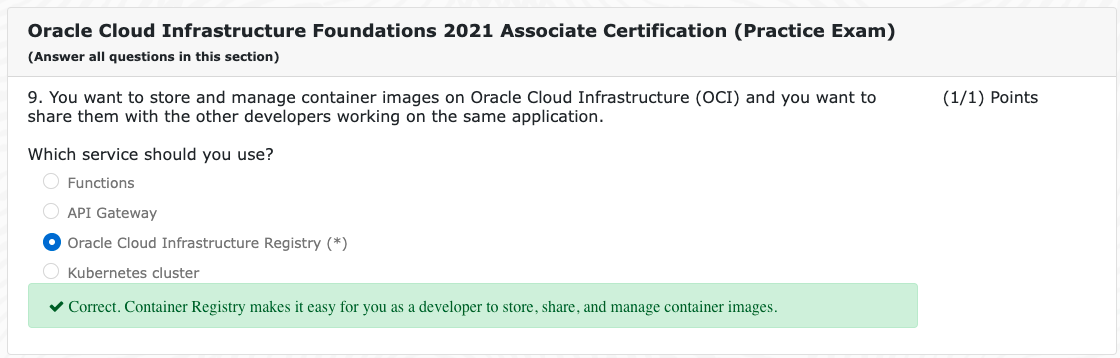 Oracle Cloud Infrastructure Foundations 2021 Associate Certification (Practice Exam)
(Answer all questions in this section)
9. You want to store and manage container images on Oracle Cloud Infrastructure (OCI) and you want to
(1/1) Points
share them with the other developers working on the same application.
Which service should you use?
Functions
API Gateway
Oracle Cloud Infrastructure Registry (*)
Kubernetes cluster
✔ Correct. Container Registry makes it easy for you as a developer to store, share, and manage container images.